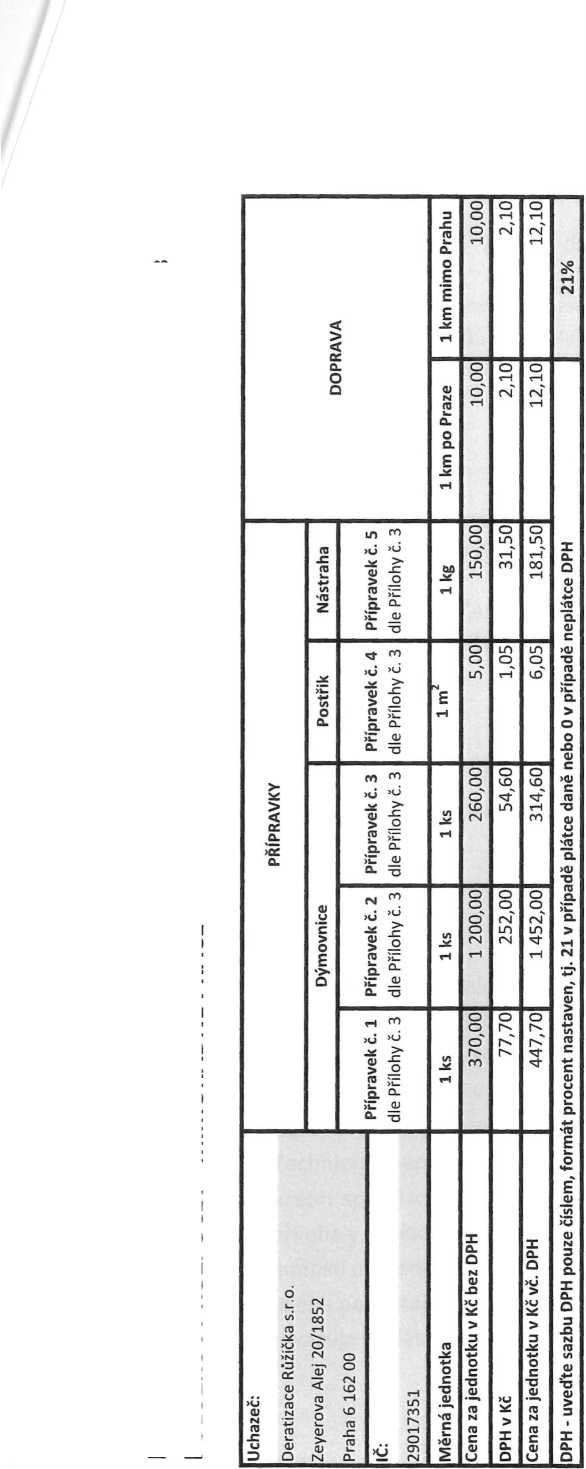 Uchazeč: PŘÍPRAVKY DOPRAVA
Deratizace Růžička s.r.o.
Zeyerova Alej 20/1852
Praha 6 162 00
Dýmovnice Postřik Nástraha
IČ:
29017351
Přípravek č. 1 Přípravek č. 2 Přípravek č. 3 Přípravek č. 4 Přípravek č. 5
dle Přílohy č. 3 dle Přílohy č. 3 dle Přílohy č. 3 dle Přílohy č. 3 dle Přílohy č. 3
Měrná jednotka 1 ks 1 ks 1 ks 1 m² 1 kg 1 km po Praze 1 km mimo Prahu
Cena za jednotku v Kč bez DPH 370,00 1 200,00 260,00 5,00 150,00 10,00 10,00
DPH v Kč 77,70 252,00 54,60 1,05 31,50 2,10 2,10
Cena za jednotku v Kč vč. DPH 447,70 1 452,00 314,60 6,05 181,50 12,10 12,10
DPH - uveďte sazbu DPH pouze číslem, formát procent nastaven, tj. 21 v případě plátce daně nebo 0 v případě neplátce DPH 21%